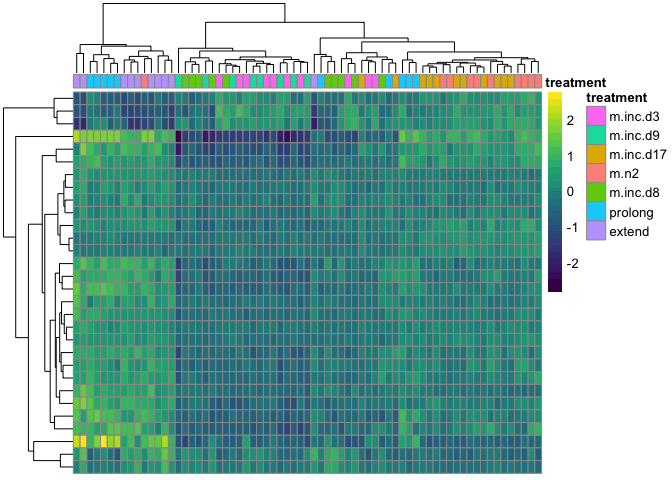 treatment
treatment
2
1
0
-1
-2
m.inc.d3
m.inc.d9
m.inc.d17
m.n2
m.inc.d8
prolong
extend